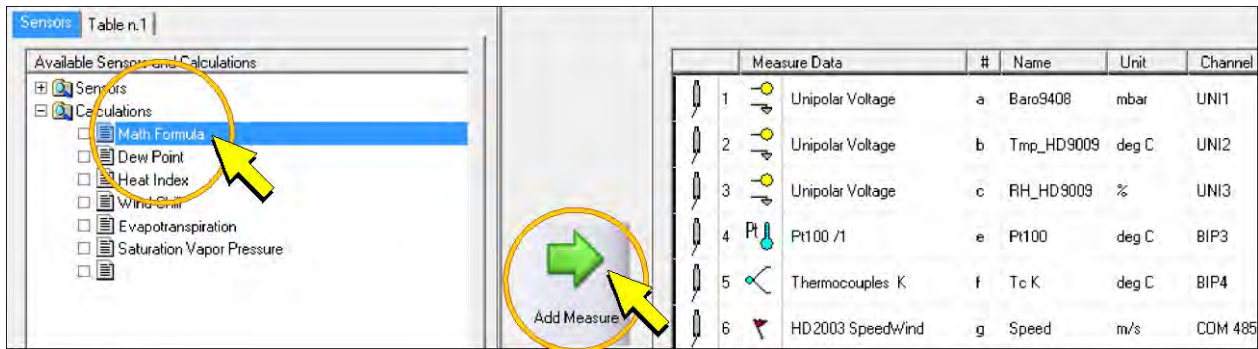 Sensors Table n.1
Available Sensors and Calculations
Sensors
Calculations
Math Formula
Dew Point
Heat Index
Wind Chill
Evapotranspiration
Saturation Vapor Pressure
Add Measure
Measure Data # Name Unit Channel
1 Unipolar Voltage a Baro9408 mbar UNI1
2 Unipolar Voltage b Tmp_HD9009 deg C UNI2
3 Unipolar Voltage c RH_HD9009 % UNI3
4 Pt Pt100 /1 e Pt100 deg C BIP3
5 Thermocouples K f Tc K deg C BIP4
6 HD2003 SpeedWind g Speed m/s COM 485